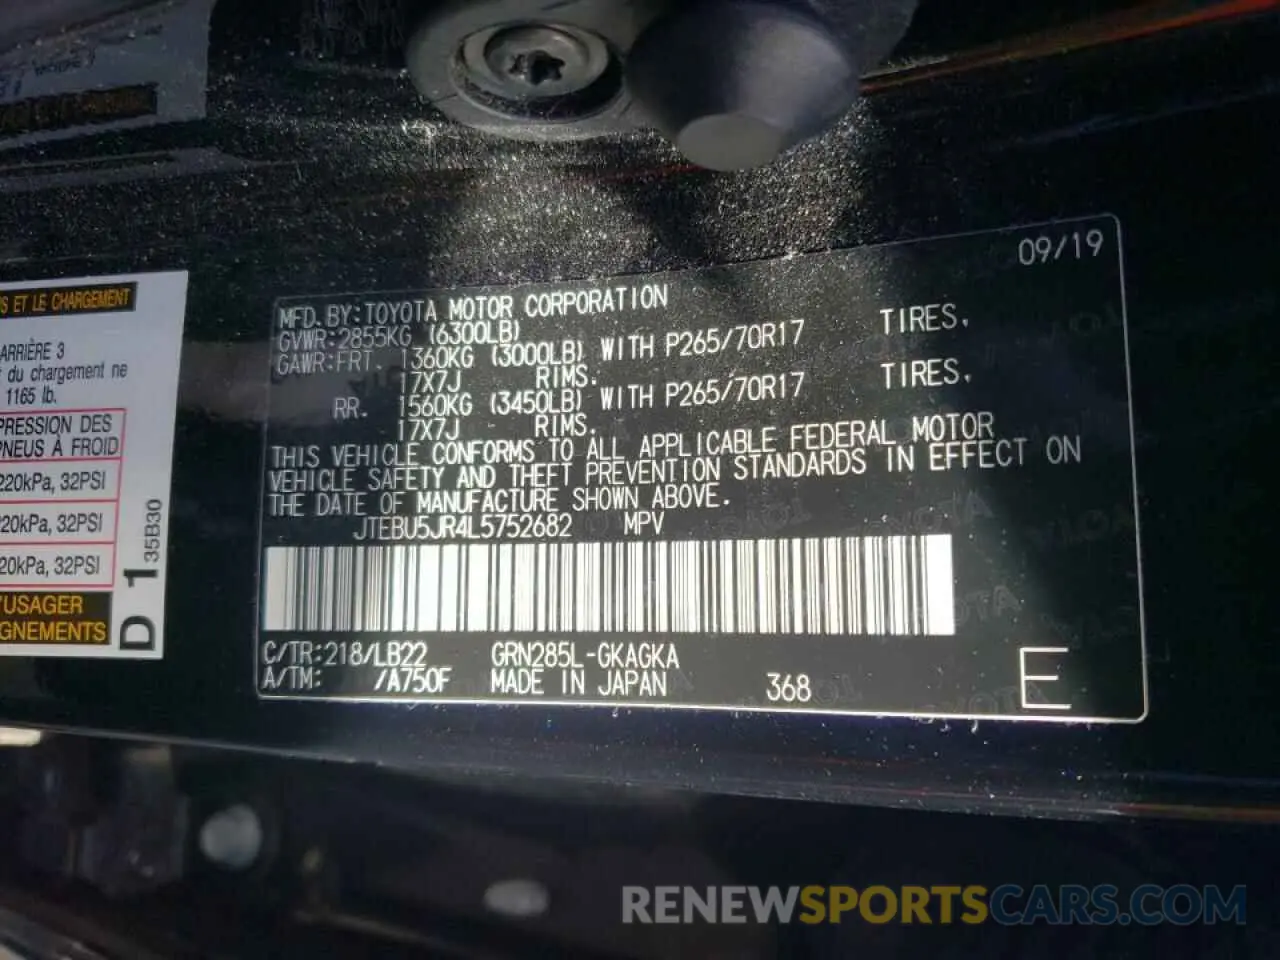 S ET LE CHARGEMENT
ARRIÈRE 3
du chargement ne
1165 lb.
PRESSION DES
NEUS À FROID
220kPa, 32PSI
20kPa, 32PSI
20kPa, 32PSI
'USAGER
GNEMENTS
D 1 35B30
09/19
MFD. BY: TOYOTA MOTOR CORPORATION
GVWR: 2855KG (6300LB)
GAWR: FRT. 1360KG (3000LB) WITH P265/70R17 TIRES,
17X7J RIMS.
RR. 1560KG (3450LB) WITH P265/70R17 TIRES,
17X7J RIMS.
THIS VEHICLE CONFORMS TO ALL APPLICABLE FEDERAL MOTOR
VEHICLE SAFETY AND THEFT PREVENTION STANDARDS IN EFFECT ON
THE DATE OF MANUFACTURE SHOWN ABOVE.
JTEBU5JR4L5752682 MPV
C/TR: 218/LB22 GRN285L-GKAGKA
A/TM: /A750F MADE IN JAPAN 368 E
RENEWSPORTSCARS.COM